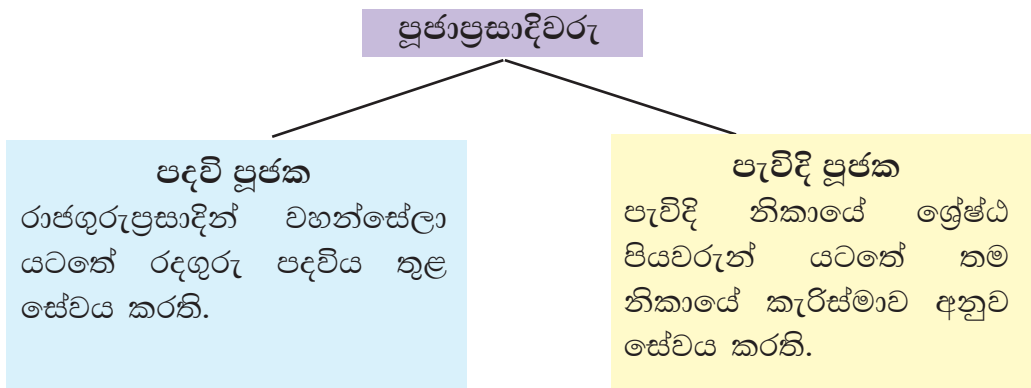 පූජාප්‍රසාදිවරු
පදවි පූජක
රාජගුරුප්‍රසාදින් වහන්සේලා
යටතේ රදගුරු පදවිය තුළ
සේවය කරති.
පැවිදි පූජක
පැවිදි නිකායේ ශ්‍රේෂ්ඨ
පියවරුන් යටතේ තම
නිකායේ කැරිස්මාව අනුව
සේවය කරති.